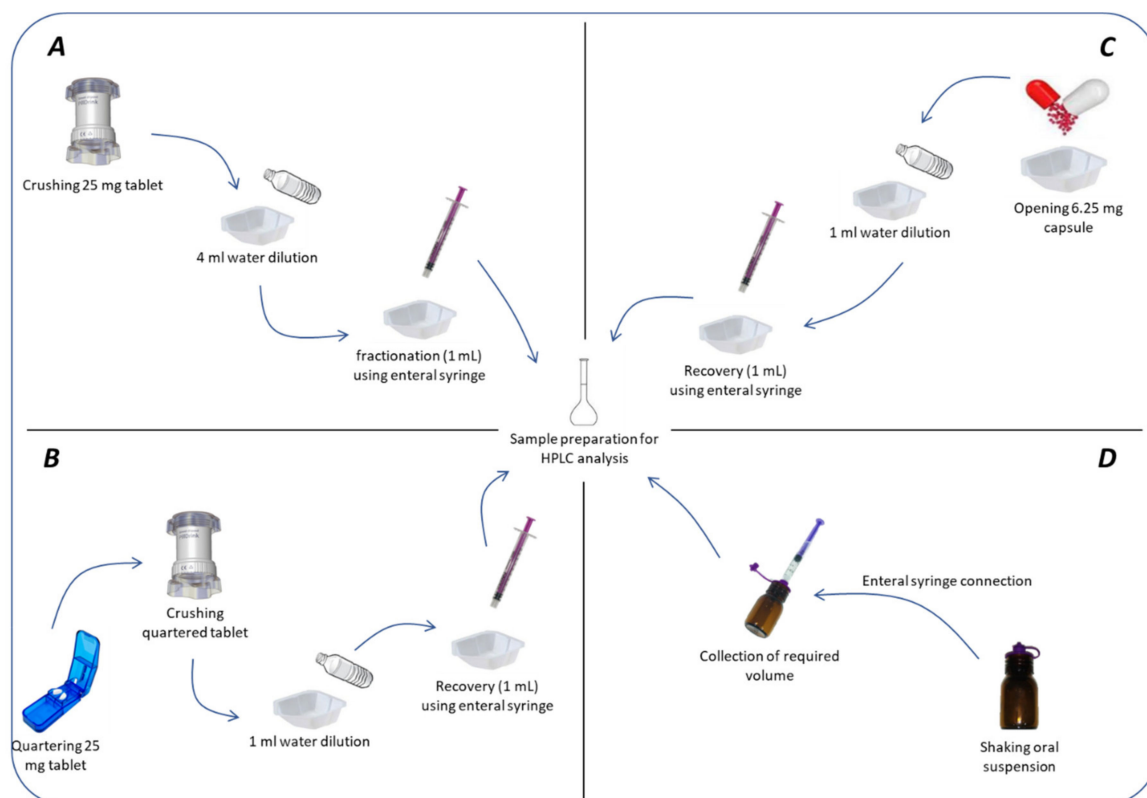 A
Crushing 25 mg tablet
4 ml water dilution
fractionation (1 mL)
using enteral syringe
C
Opening 6.25 mg
capsule
1 ml water dilution
Recovery (1 mL)
using enteral syringe
Sample preparation for
HPLC analysis
B
Quartering 25
mg tablet
Crushing
quartered tablet
1 ml water dilution
Recovery (1 mL)
using enteral syringe
D
Enteral syringe connection
Collection of required
volume
Shaking oral
suspension